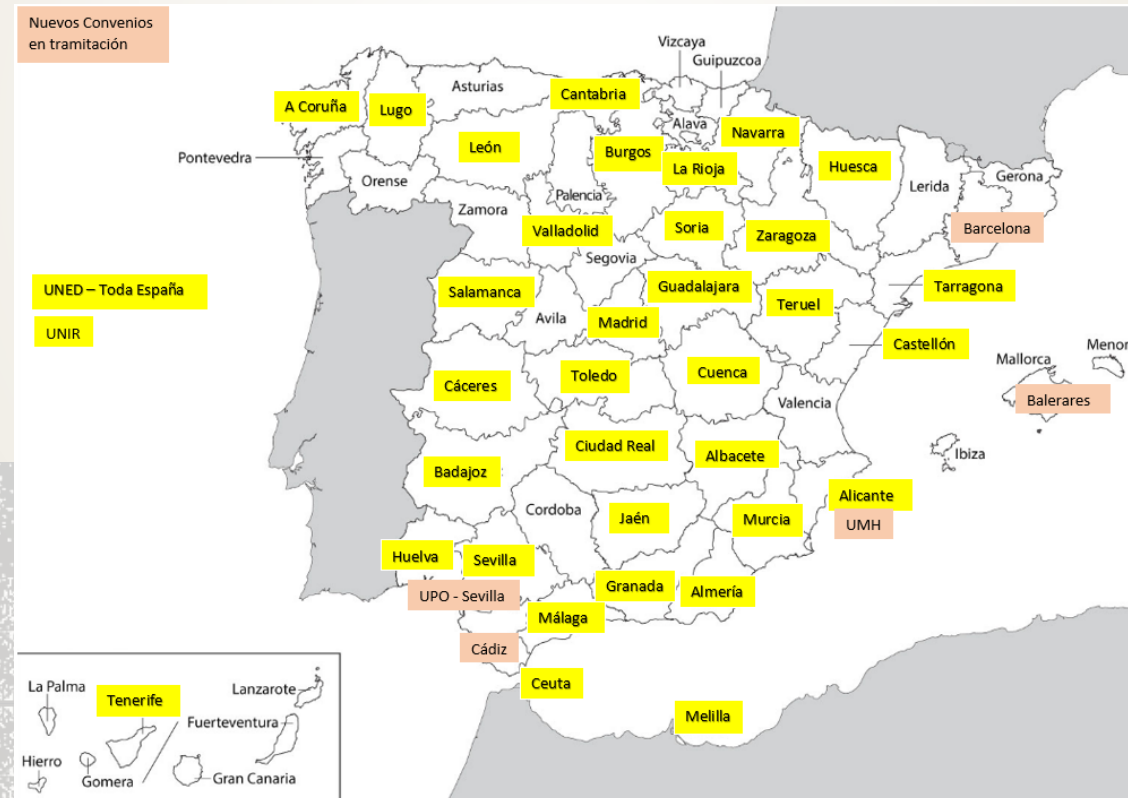 Nuevos Convenios
en tramitación
Vizcaya
Guipuzcoa
Asturias
Cantabria
A Coruña
Lugo
Alava
Navarra
León
Burgos
Pontevedra
La Rioja
Huesca
Gerona
Orense
Lerida
Palencia
Zamora
Soria
Barcelona
Valladolid
Zaragoza
Segovia
UNED – Toda España
Salamanca
Guadalajara
Tarragona
Teruel
Avila
Madrid
UNIR
Castellón
Menor
Mallorca
Toledo
Cuenca
Cáceres
Balerares
Valencia
Ciudad Real
Albacete
Ibiza
Badajoz
Alicante
Cordoba
Jaén
Murcia
UMH
Huelva
Sevilla
Granada
Almería
UPO - Sevilla
Málaga
Cádiz
Ceuta
La Palma
Lanzarote
Tenerife
Melilla
Fuerteventura
Hierro
Gomera
Gran Canaria